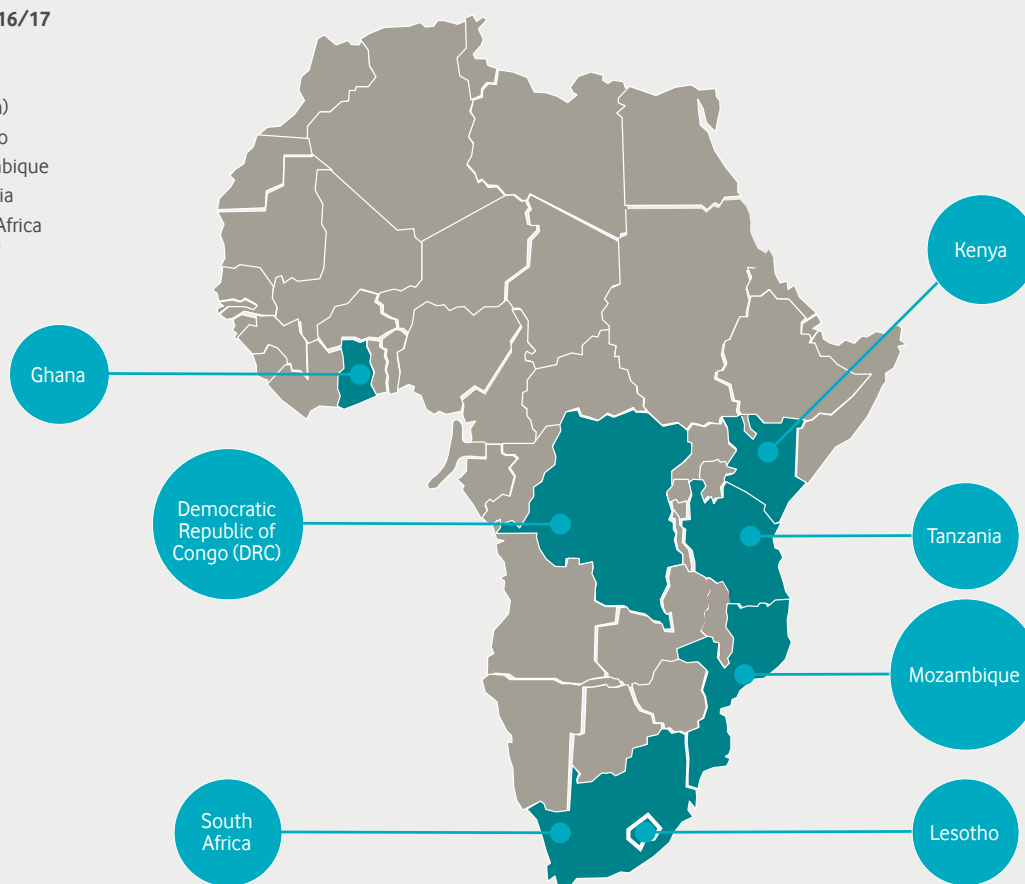 16/17
)
o
bique
ia
Africa
Kenya
Ghana
Democratic
Republic of
Congo (DRC)
Tanzania
Mozambique
South
Africa
Lesotho